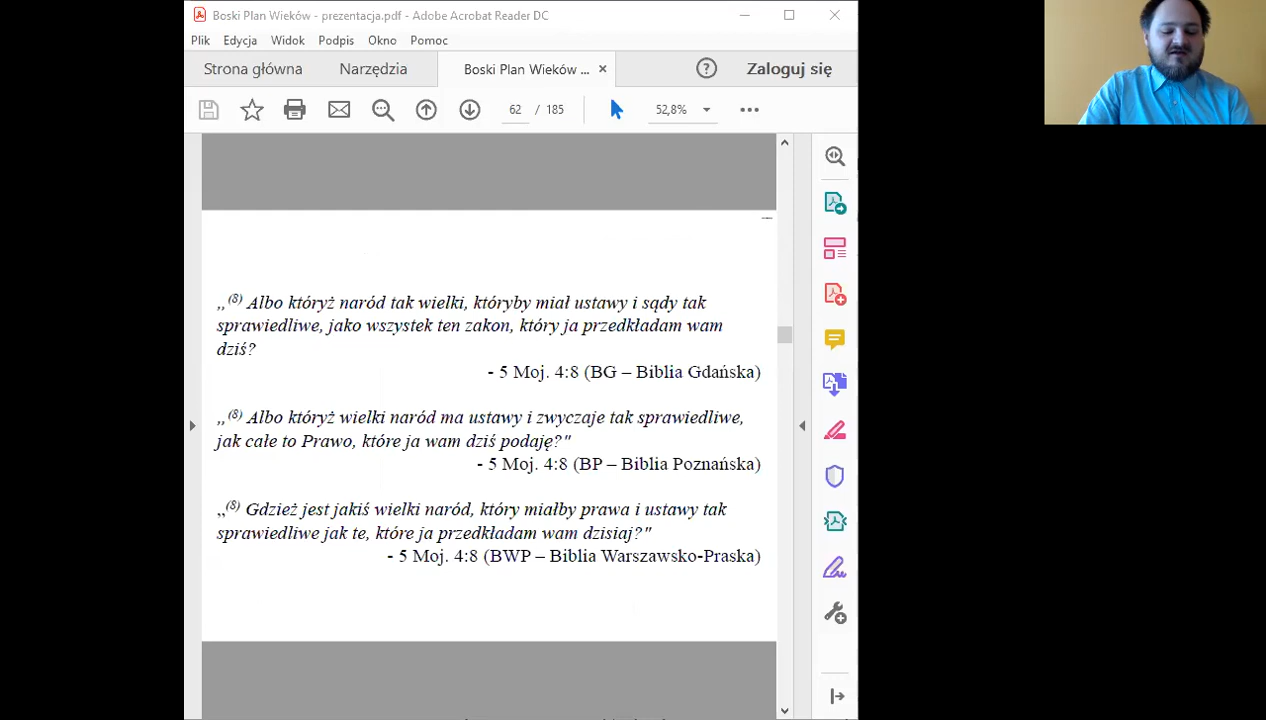 Boski Plan Wieków - prezentacja.pdf - Adobe Acrobat Reader DC
Plik Edycja Widok Podpis Okno Pomoc
Strona główna Narzędzia Boski Plan Wieków ... Zaloguj się
62 / 185 52,8%
„(8) Albo któryż naród tak wielki, któryby miał ustawy i sądy tak
sprawiedliwe, jako wszystek ten zakon, który ja przedkładam wam
dziś?
- 5 Moj. 4:8 (BG – Biblia Gdańska)
„(8) Albo któryż wielki naród ma ustawy i zwyczaje tak sprawiedliwe,
jak całe to Prawo, które ja wam dziś podaję?"
- 5 Moj. 4:8 (BP – Biblia Poznańska)
„(8) Gdzież jest jakiś wielki naród, który miałby prawa i ustawy tak
sprawiedliwe jak te, które ja przedkładam wam dzisiaj?"
- 5 Moj. 4:8 (BWP – Biblia Warszawsko-Praska)